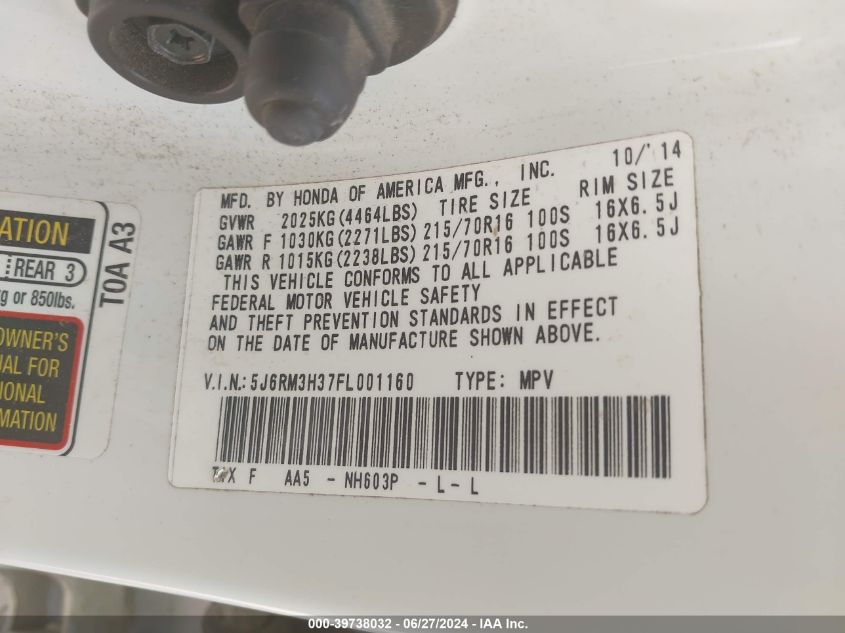 10/'14
MFD. BY HONDA OF AMERICA MFG., INC.
GVWR 2025KG(4464LBS) TIRE SIZE RIM SIZE
GAWR F 1030KG(2271LBS) 215/70R16 100S 16X6.5J
GAWR R 1015KG(2238LBS) 215/70R16 100S 16X6.5J
THIS VEHICLE CONFORMS TO ALL APPLICABLE
FEDERAL MOTOR VEHICLE SAFETY
AND THEFT PREVENTION STANDARDS IN EFFECT
ON THE DATE OF MANUFACTURE SHOWN ABOVE.
V.I.N.: 5J6RM3H37FL001160 TYPE: MPV
F AA5 - NH603P - L - L
ATION
REAR 3
g or 850lbs.
OWNER'S
AL FOR
IONAL
RMATION
T0A A3
000-39738032 - 06/27/2024 - IAA Inc.